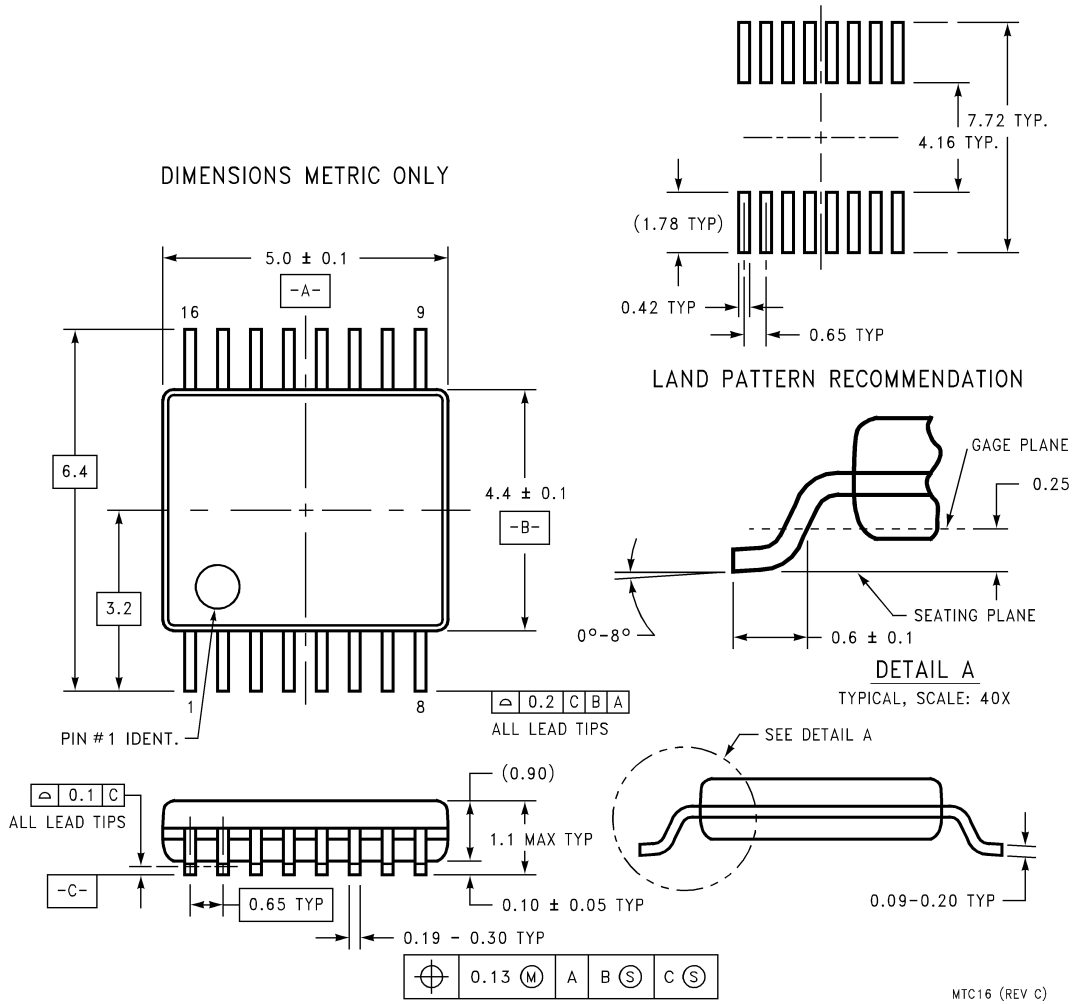 7.72 TYP.
4.16 TYP.
DIMENSIONS METRIC ONLY
(1.78 TYP)
5.0 ± 0.1
-A-
0.42 TYP
0.65 TYP
16
9
LAND PATTERN RECOMMENDATION
GAGE PLANE
6.4
0.25
4.4 ± 0.1
-B-
3.2
SEATING PLANE
0°-8°
0.6 ± 0.1
DETAIL A
TYPICAL, SCALE: 40X
1
8
⌓ 0.2 C B A
ALL LEAD TIPS
PIN #1 IDENT.
SEE DETAIL A
(0.90)
⌓ 0.1 C
ALL LEAD TIPS
1.1 MAX TYP
-C-
0.65 TYP
0.10 ± 0.05 TYP
0.09-0.20 TYP
0.19 - 0.30 TYP
⌖ 0.13 Ⓜ A B Ⓢ C Ⓢ
MTC16 (REV C)